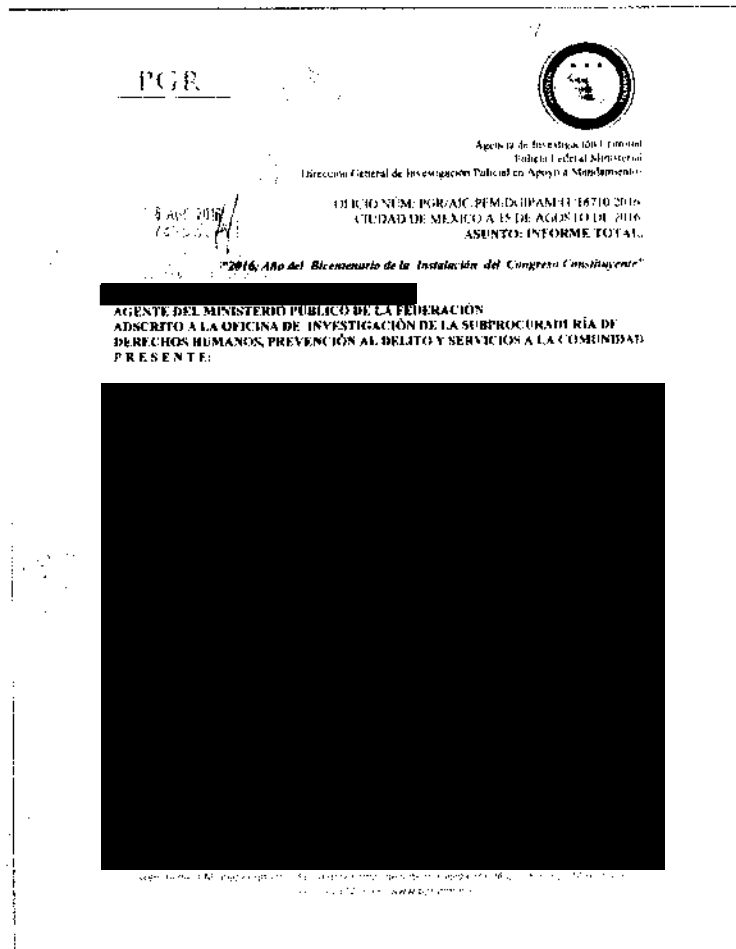 PGR
Agencia de Investigación Criminal
Policía Federal Ministerial
Dirección General de Investigación Policial en Apoyo a Mandamientos
OFICIO NÚM: PGR/AIC/PFM/DGIPAM/
CIUDAD DE MÉXICO A 15 DE AGOSTO DE 2016
ASUNTO: INFORME TOTAL.
2016
"2016, Año del Bicentenario de la Instalación del Congreso Constituyente"
AGENTE DEL MINISTERIO PÚBLICO DE LA FEDERACIÓN
ADSCRITO A LA OFICINA DE INVESTIGACIÓN DE LA SUBPROCURADURÍA DE
DERECHOS HUMANOS, PREVENCIÓN AL DELITO Y SERVICIOS A LA COMUNIDAD
P R E S E N T E: